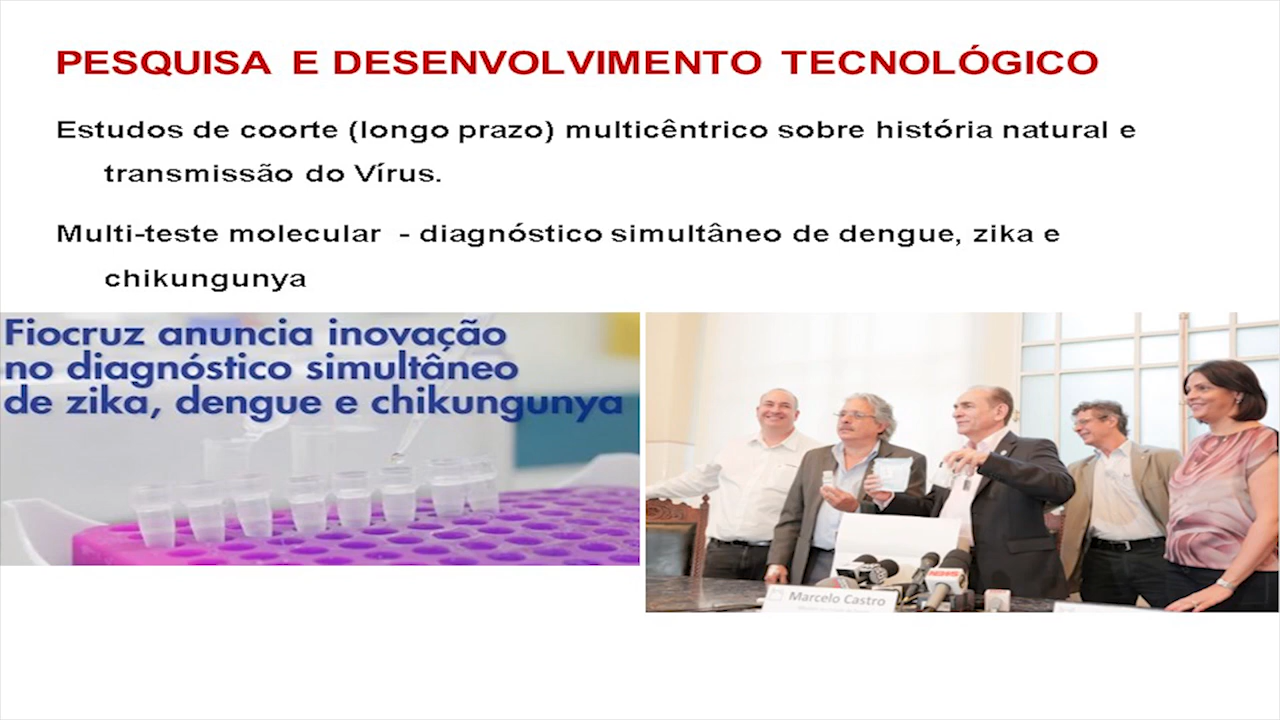 PESQUISA E DESENVOLVIMENTO TECNOLÓGICO
Estudos de coorte (longo prazo) multicêntrico sobre história natural e
transmissão do Vírus.
Multi-teste molecular - diagnóstico simultâneo de dengue, zika e
chikungunya
Fiocruz anuncia inovação
no diagnóstico simultâneo
de zika, dengue e chikungunya
Marcelo Castro